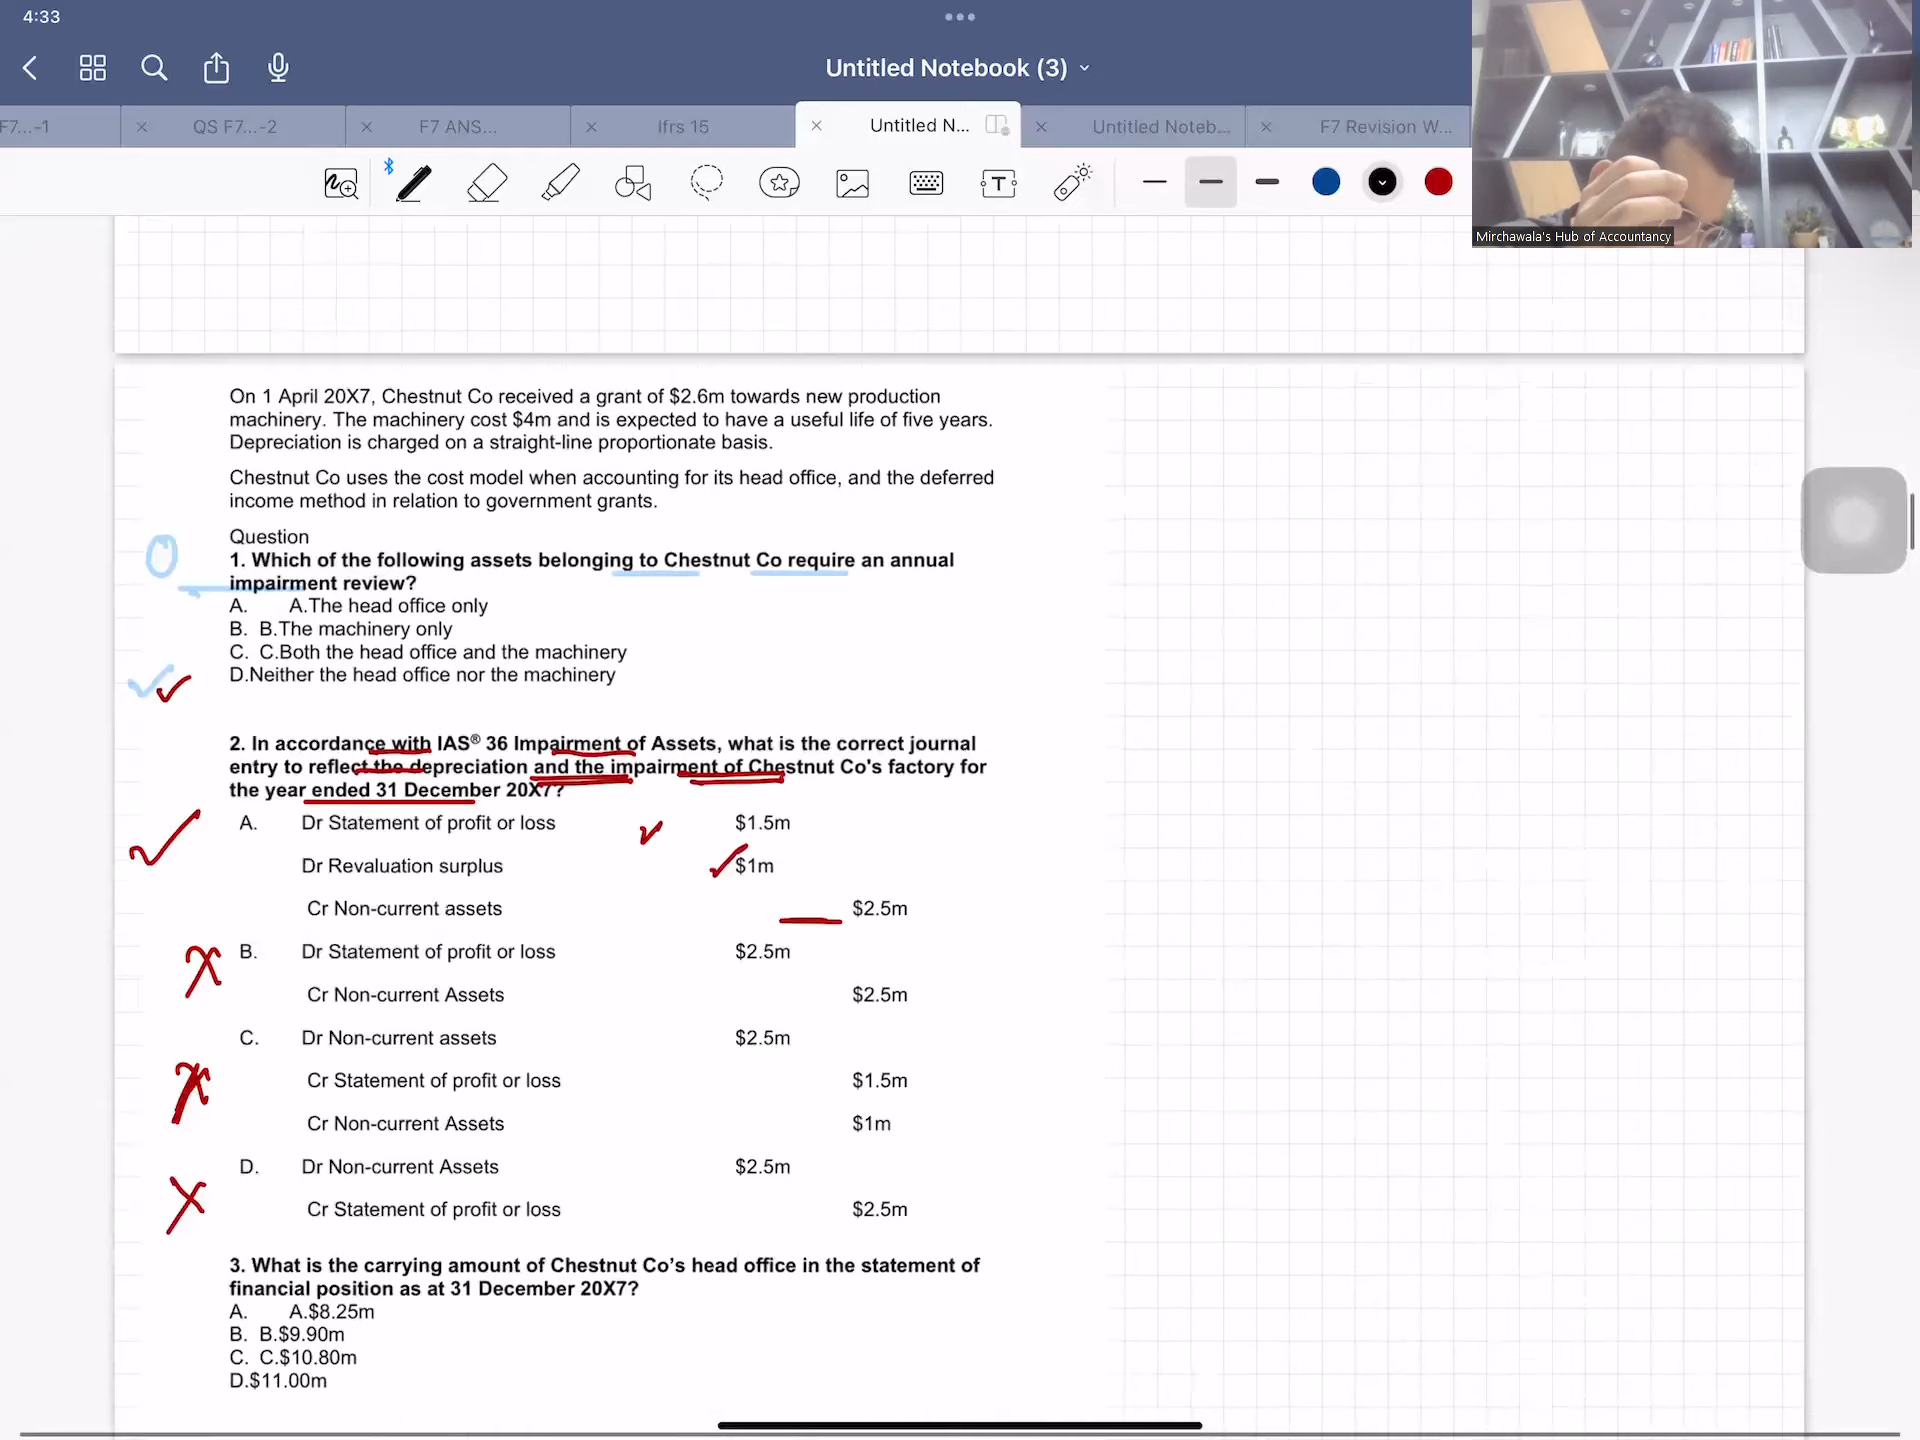 4:33
Untitled Notebook (3)
F7...-1
QS F7...-2
F7 ANS...
Ifrs 15
Untitled N...
Untitled Noteb...
F7 Revision W...
T
Mirchawala's Hub of Accountancy
On 1 April 20X7, Chestnut Co received a grant of $2.6m towards new production
machinery. The machinery cost $4m and is expected to have a useful life of five years.
Depreciation is charged on a straight-line proportionate basis.
Chestnut Co uses the cost model when accounting for its head office, and the deferred
income method in relation to government grants.
Question
1. Which of the following assets belonging to Chestnut Co require an annual
impairment review?
A. A.The head office only
B. B.The machinery only
C. C.Both the head office and the machinery
D.Neither the head office nor the machinery
2. In accordance with IAS® 36 Impairment of Assets, what is the correct journal
entry to reflect the depreciation and the impairment of Chestnut Co's factory for
the year ended 31 December 20X7?
A. Dr Statement of profit or loss $1.5m
Dr Revaluation surplus $1m
Cr Non-current assets $2.5m
B. Dr Statement of profit or loss $2.5m
Cr Non-current Assets $2.5m
C. Dr Non-current assets $2.5m
Cr Statement of profit or loss $1.5m
Cr Non-current Assets $1m
D. Dr Non-current Assets $2.5m
Cr Statement of profit or loss $2.5m
3. What is the carrying amount of Chestnut Co’s head office in the statement of
financial position as at 31 December 20X7?
A. A.$8.25m
B. B.$9.90m
C. C.$10.80m
D.$11.00m